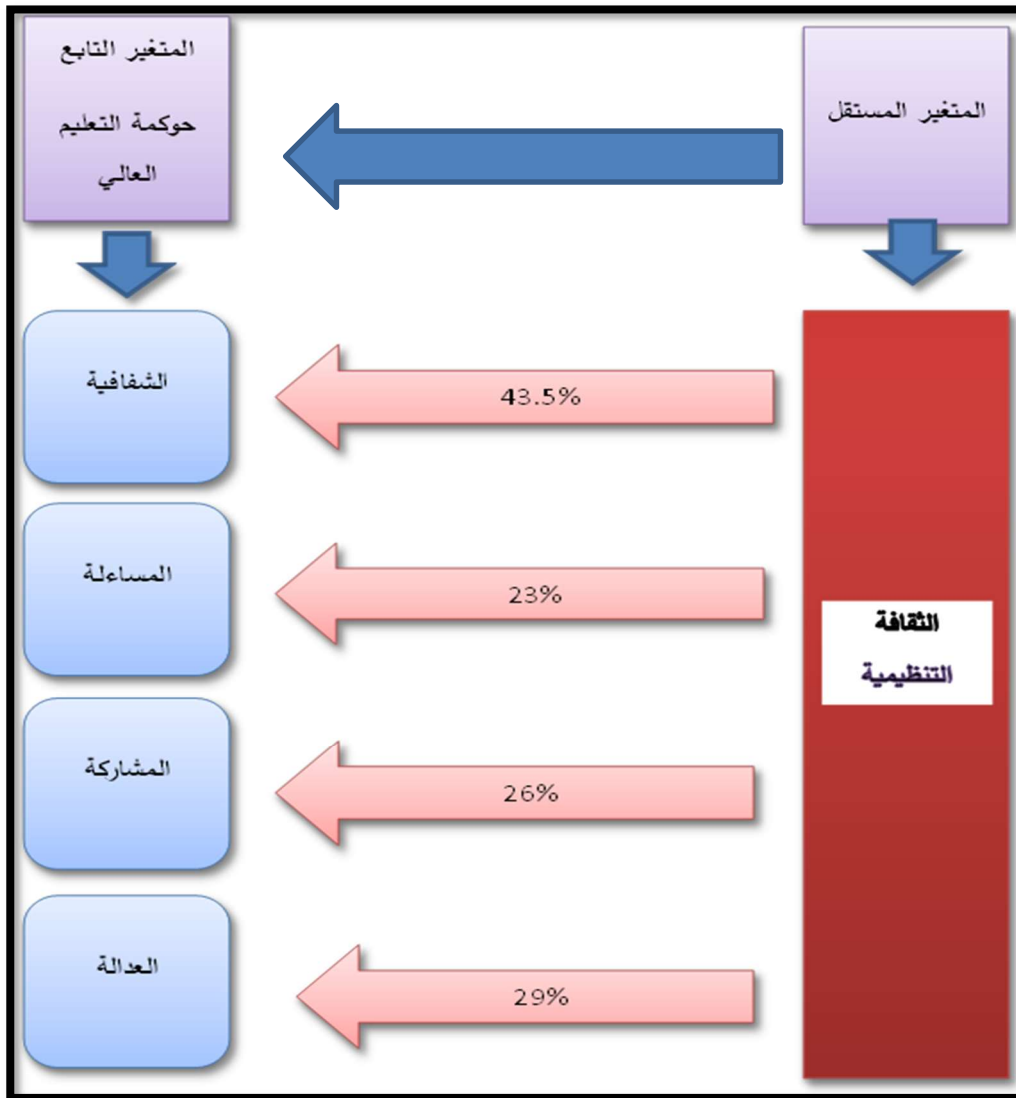 المتغير المستقل
المتغير التابع
حوكمة التعليم
العالي
الشفافية
43.5%
المساءلة
23%
الثقافة
التنظيمية
المشاركة
26%
العدالة
29%